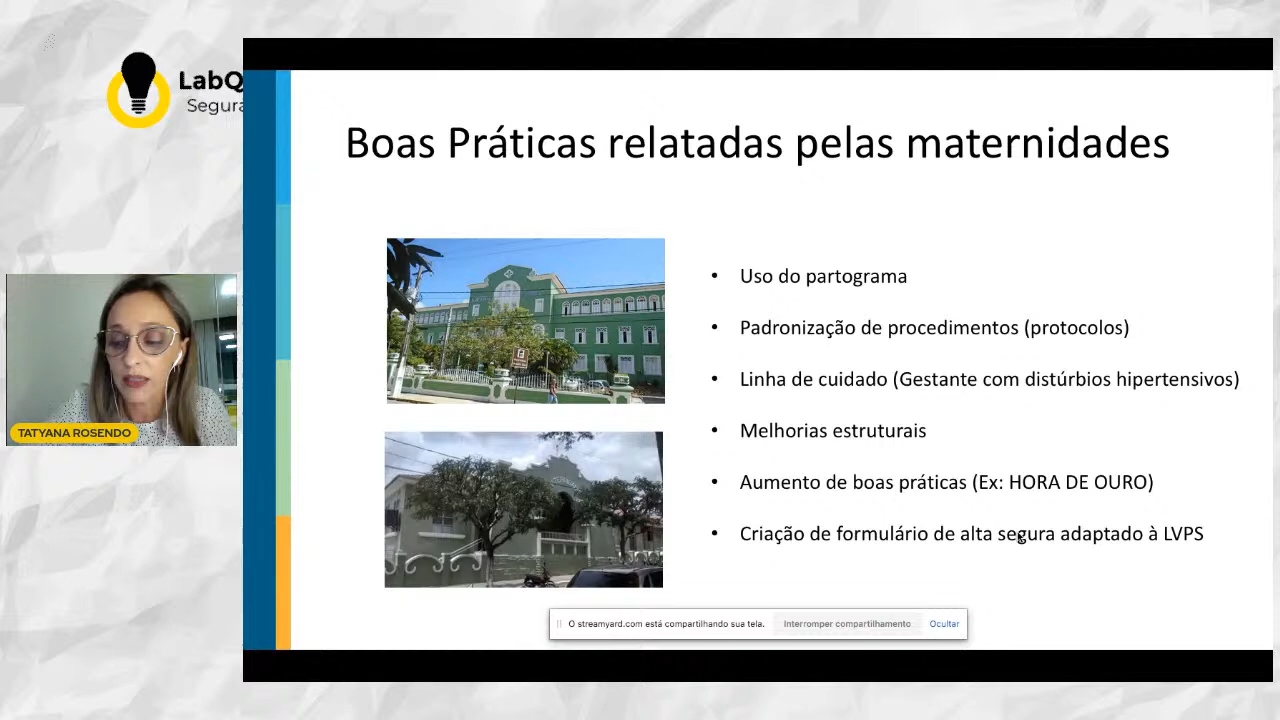 LabQ
Segura
Boas Práticas relatadas pelas maternidades
• Uso do partograma
• Padronização de procedimentos (protocolos)
• Linha de cuidado (Gestante com distúrbios hipertensivos)
• Melhorias estruturais
• Aumento de boas práticas (Ex: HORA DE OURO)
• Criação de formulário de alta segura adaptado à LVPS
TATYANA ROSENDO
O streamyard.com está compartilhando sua tela.
Interromper compartilhamento
Ocultar